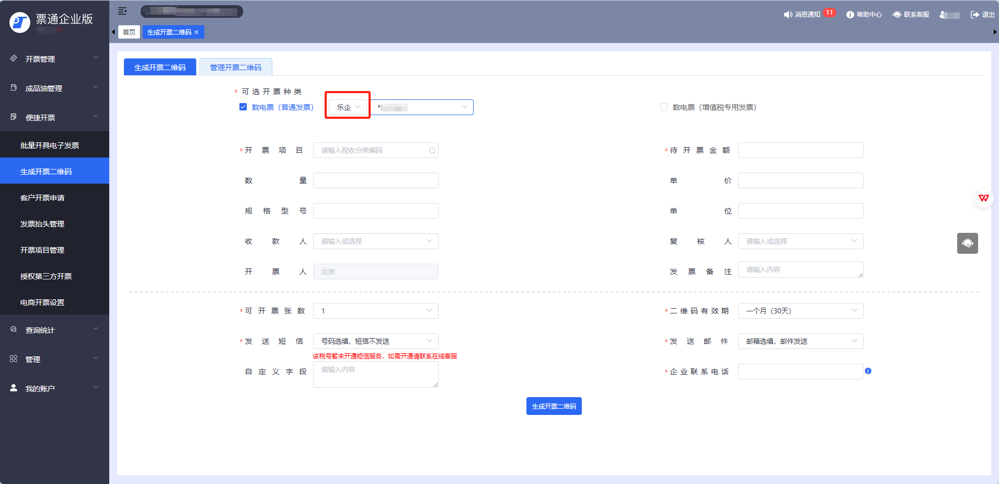 票通企业版
消息通知 11
帮助中心
联系客服
退出
首页
生成开票二维码 ×
开票管理
成品油管理
便捷开票
批量开具电子发票
生成开票二维码
客户开票申请
发票抬头管理
开票项目管理
授权第三方开票
电商开票设置
查询统计
管理
我的账户
生成开票二维码
管理开票二维码
* 可选开票种类
数电票（普通发票）
乐企
数电票（增值税专用发票）
* 开票项目 请输入税收分类编码
* 待开票金额
数量
单价
规格型号
单位
收款人 请输入或选择
复核人 请输入或选择
开票人 北京
发票备注 请输入内容
* 可开票张数 1
* 二维码有效期 一个月（30天）
* 发送短信 号码选填，短信不发送
* 发送邮件 邮箱选填，邮件发送
该税号暂未开通短信服务，如需开通请联系在线客服
自定义字段 请输入内容
* 企业联系电话
生成开票二维码